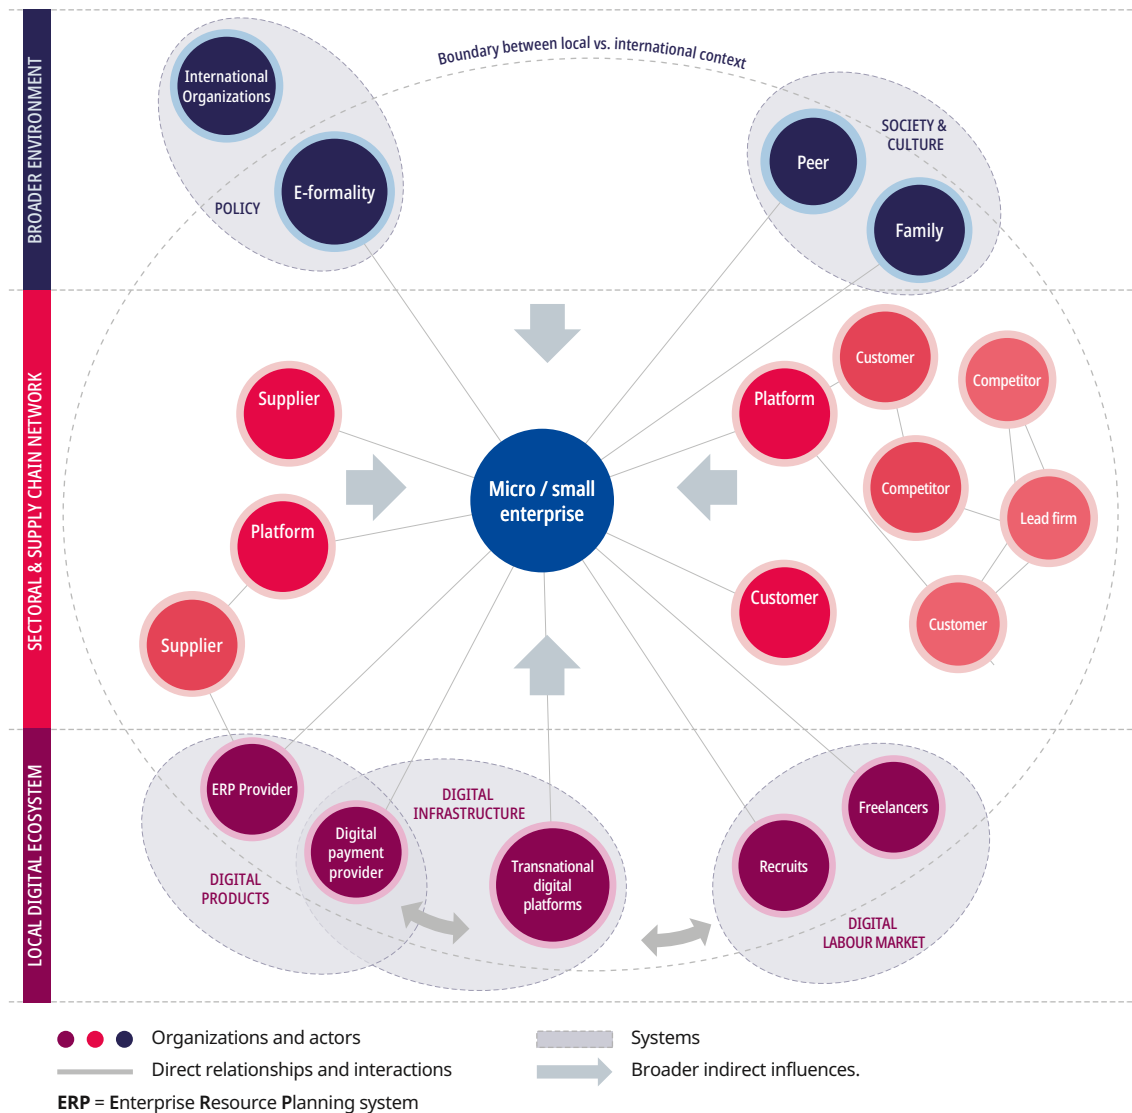 BROADER ENVIRONMENT
Boundary between local vs. international context
International
Organizations
E-formality
POLICY
SOCIETY &
CULTURE
Peer
Family
SECTORAL & SUPPLY CHAIN NETWORK
Supplier
Platform
Supplier
Micro / small
enterprise
Platform
Customer
Competitor
Competitor
Lead firm
Customer
Customer
LOCAL DIGITAL ECOSYSTEM
ERP Provider
Digital
payment
provider
DIGITAL
PRODUCTS
DIGITAL
INFRASTRUCTURE
Transnational
digital
platforms
Freelancers
Recruits
DIGITAL
LABOUR MARKET
Organizations and actors
Systems
Direct relationships and interactions
Broader indirect influences.
ERP = Enterprise Resource Planning system